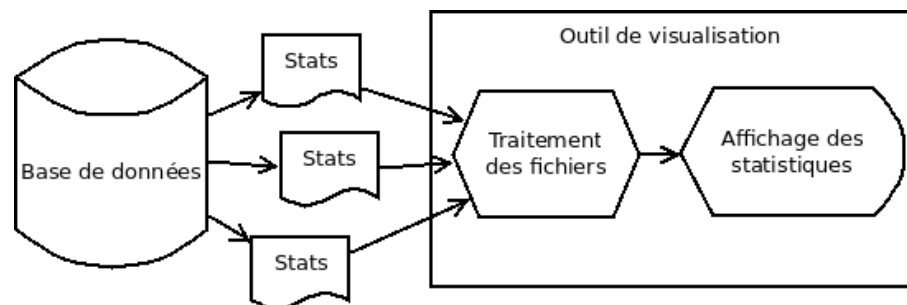 Outil de visualisation
Stats
Base de données
Stats
Stats
Traitement
des fichiers
Affichage des
statistiques